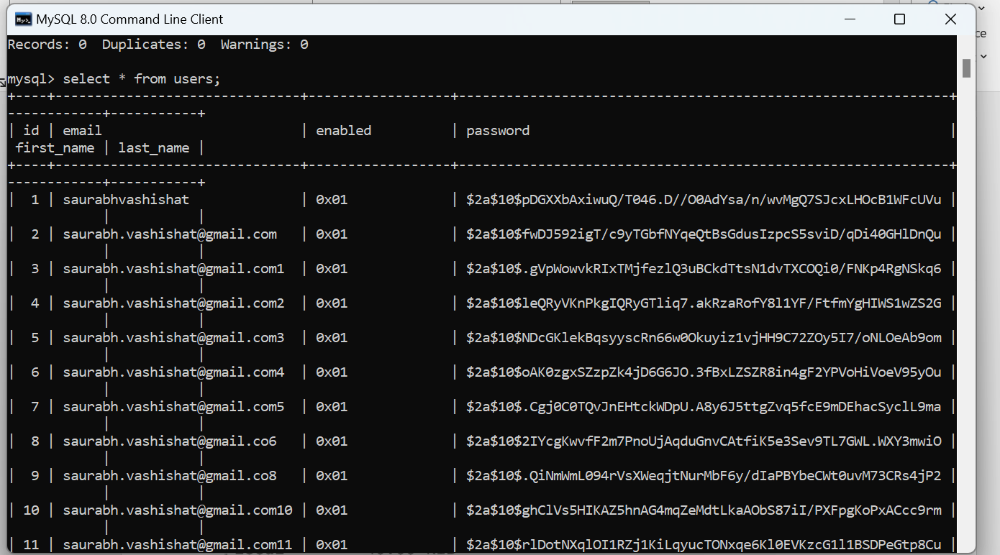 MySQL 8.0 Command Line Client
Records: 0  Duplicates: 0  Warnings: 0
mysql> select * from users;
+----+-------------------------------+-----------------+--------------------------------------------------------------+
------------+-----------+
| id | email                         | enabled         | password                                                     |
 first_name | last_name |
+----+-------------------------------+-----------------+--------------------------------------------------------------+
------------+-----------+
|  1 | saurabhvashishat              | 0x01            | $2a$10$pDGXXbAxiwuQ/T046.D//O0AdYsa/n/wvMgQ7SJcxLHOcB1WFcUVu |
            |           |
|  2 | saurabh.vashishat@gmail.com   | 0x01            | $2a$10$fwDJ592igT/c9yTGbfNYqeQtBsGdusIzpcS5sviD/qDi40GHlDnQu |
            |           |
|  3 | saurabh.vashishat@gmail.com1  | 0x01            | $2a$10$.gVpWowvkRIxTMjfezlQ3uBCkdTtsN1dvTXCOQi0/FNKp4RgNSkq6 |
            |           |
|  4 | saurabh.vashishat@gmail.com2  | 0x01            | $2a$10$leQRyVKnPkgIQRyGTliq7.akRzaRofY8l1YF/FtfmYgHIWS1wZS2G |
            |           |
|  5 | saurabh.vashishat@gmail.com3  | 0x01            | $2a$10$NDcGKlekBqsyyscRn66w0Okuyiz1vjHH9C72ZOy5I7/oNLOeAb9om |
            |           |
|  6 | saurabh.vashishat@gmail.com4  | 0x01            | $2a$10$oAK0zgxSZzpZk4jD6G6JO.3fBxLZSZR8in4gF2YPVoHiVoeV95yOu |
            |           |
|  7 | saurabh.vashishat@gmail.com5  | 0x01            | $2a$10$.Cgj0C0TQvJnEHtckWDpU.A8y6J5ttgZvq5fcE9mDEhacSyclL9ma |
            |           |
|  8 | saurabh.vashishat@gmail.co6   | 0x01            | $2a$10$2IYcgKwvfF2m7PnoUjAqduGnvCAtfiK5e3Sev9TL7GWL.WXY3mwiO |
            |           |
|  9 | saurabh.vashishat@gmail.co8   | 0x01            | $2a$10$.QiNmWmL094rVsXWeqjtNurMbF6y/dIaPBYbeCWt0uvM73CRs4jP2 |
            |           |
| 10 | saurabh.vashishat@gmail.com10 | 0x01            | $2a$10$ghClVs5HIKAZ5hnAG4mqZeMdtLkaAObS87iI/PXFpgKoPxACcc9rm |
            |           |
| 11 | saurabh.vashishat@gmail.com11 | 0x01            | $2a$10$rlDotNXqlOI1RZj1KiLqyucTONxqe6Kl0EVKzcG1l1BSDPeGtp8Cu |